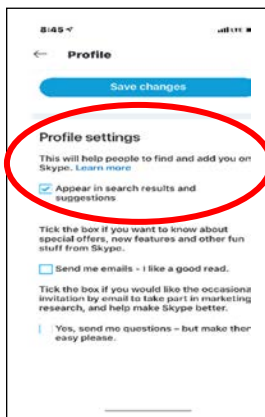 8:45
LTE
Profile
Save changes
Profile settings
This will help people to find and add you on
Skype. Learn more
Appear in search results and
suggestions
Tick the box if you want to know about
special offers, new features and other fun
stuff from Skype.
Send me emails - I like a good read.
Tick the box if you would like the occasiona
invitation by email to take part in marketing
research, and help make Skype better.
Yes, send me questions – but make ther
easy please.